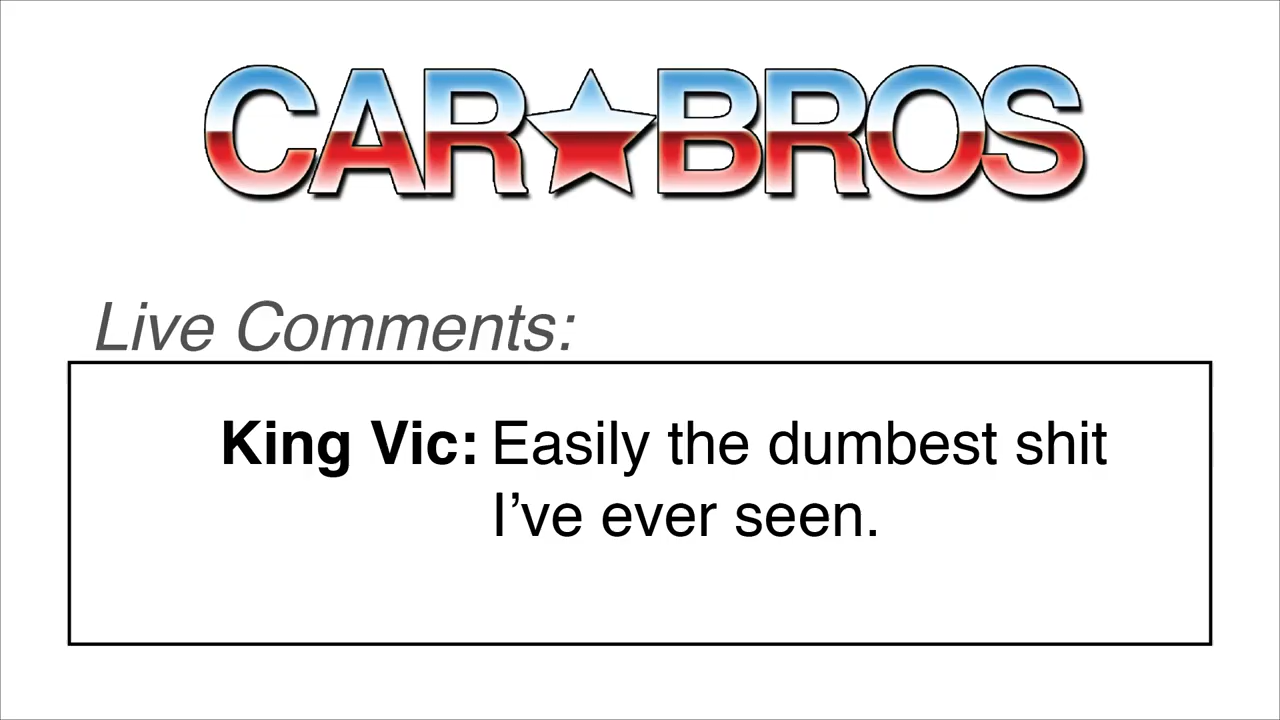 CAR★BROS
Live Comments:
King Vic: Easily the dumbest shit
I’ve ever seen.